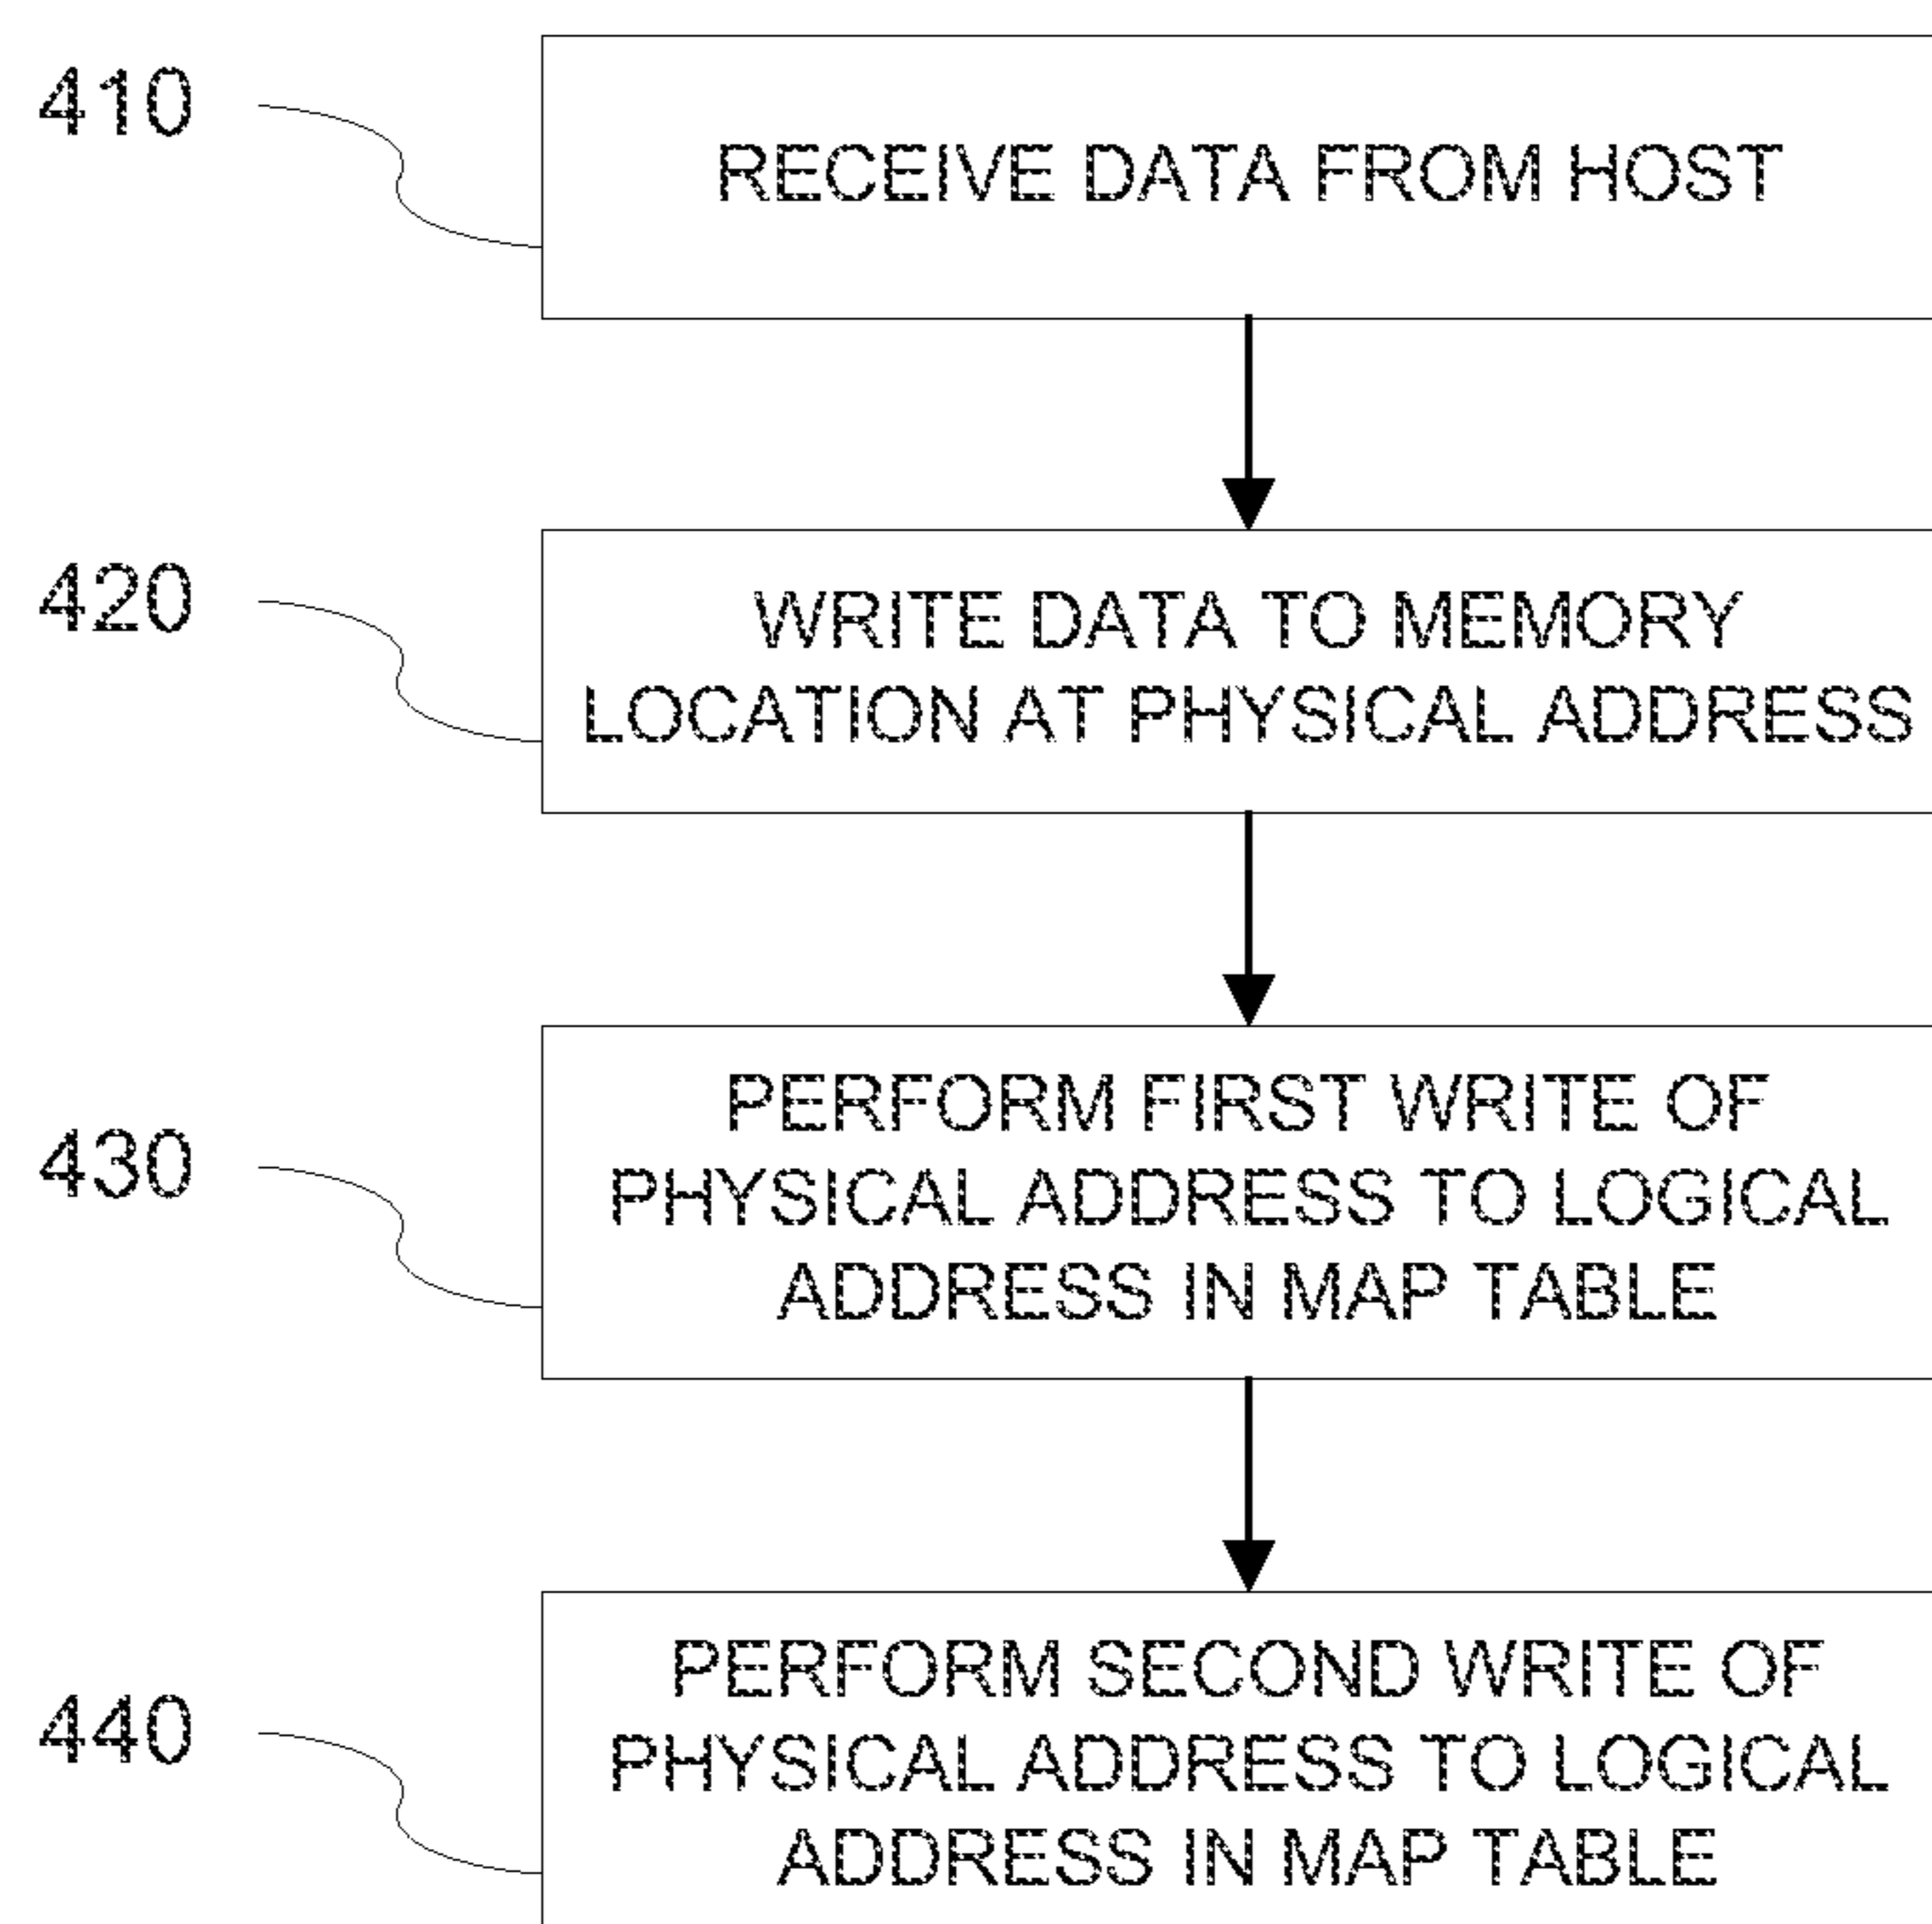 410
RECEIVE DATA FROM HOST
420
WRITE DATA TO MEMORY
LOCATION AT PHYSICAL ADDRESS
430
PERFORM FIRST WRITE OF
PHYSICAL ADDRESS TO LOGICAL
ADDRESS IN MAP TABLE
440
PERFORM SECOND WRITE OF
PHYSICAL ADDRESS TO LOGICAL
ADDRESS IN MAP TABLE